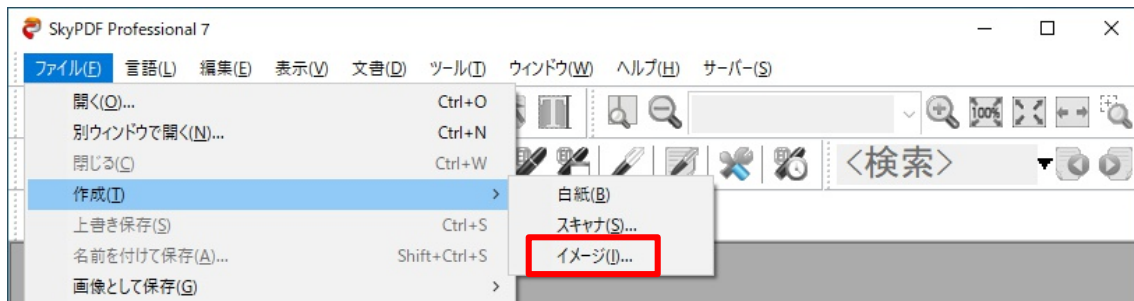 SkyPDF Professional 7
ファイル(F) 言語(L) 編集(E) 表示(V) 文書(D) ツール(T) ウィンドウ(W) ヘルプ(H) サーバー(S)
開く(O)... Ctrl+O
100%
別ウィンドウで開く(N)... Ctrl+N
閉じる(C) Ctrl+W
<検索>
作成(T) >
白紙(B)
上書き保存(S) Ctrl+S
スキャナ(S)...
名前を付けて保存(A)... Shift+Ctrl+S
イメージ(I)...
画像として保存(G) >